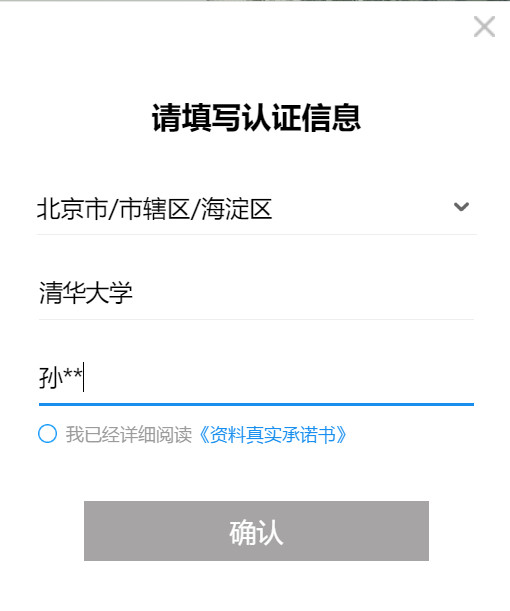 请填写认证信息
北京市/市辖区/海淀区
清华大学
孙**
我已经详细阅读《资料真实承诺书》
确认